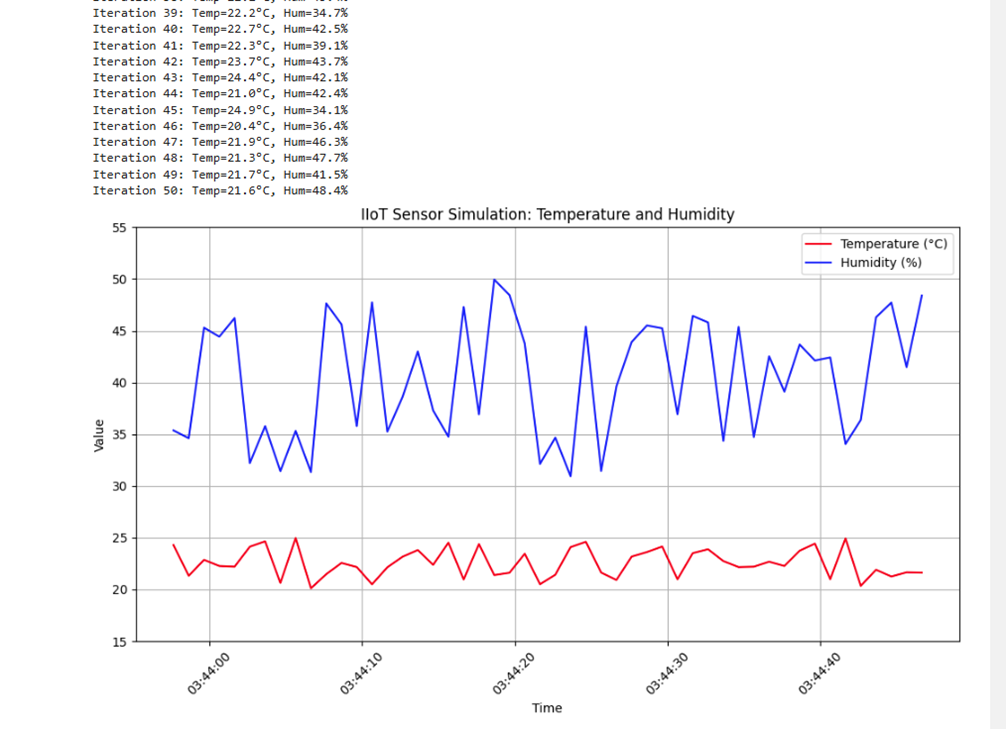 Iteration 39: Temp=22.2°C, Hum=34.7%
Iteration 40: Temp=22.7°C, Hum=42.5%
Iteration 41: Temp=22.3°C, Hum=39.1%
Iteration 42: Temp=23.7°C, Hum=43.7%
Iteration 43: Temp=24.4°C, Hum=42.1%
Iteration 44: Temp=21.0°C, Hum=42.4%
Iteration 45: Temp=24.9°C, Hum=34.1%
Iteration 46: Temp=20.4°C, Hum=36.4%
Iteration 47: Temp=21.9°C, Hum=46.3%
Iteration 48: Temp=21.3°C, Hum=47.7%
Iteration 49: Temp=21.7°C, Hum=41.5%
Iteration 50: Temp=21.6°C, Hum=48.4%
IIoT Sensor Simulation: Temperature and Humidity
Temperature (°C)
Humidity (%)
55
50
45
40
35
30
25
20
15
Value
03:44:00
03:44:10
03:44:20
03:44:30
03:44:40
Time